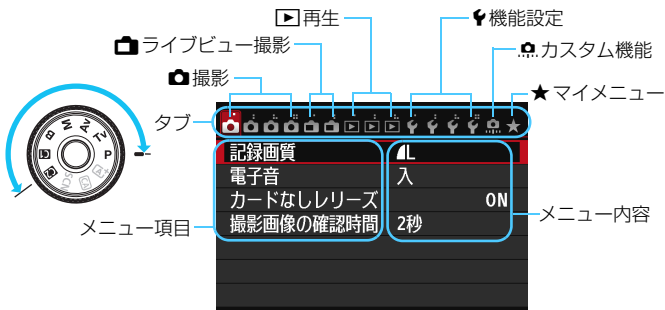 再生
機能設定
ライブビュー撮影
カスタム機能
撮影
マイメニュー
タブ
B M Av Tv P
SCN
記録画質 L
電子音 入
カードなしレリーズ ON
撮影画像の確認時間 2秒
メニュー項目
メニュー内容